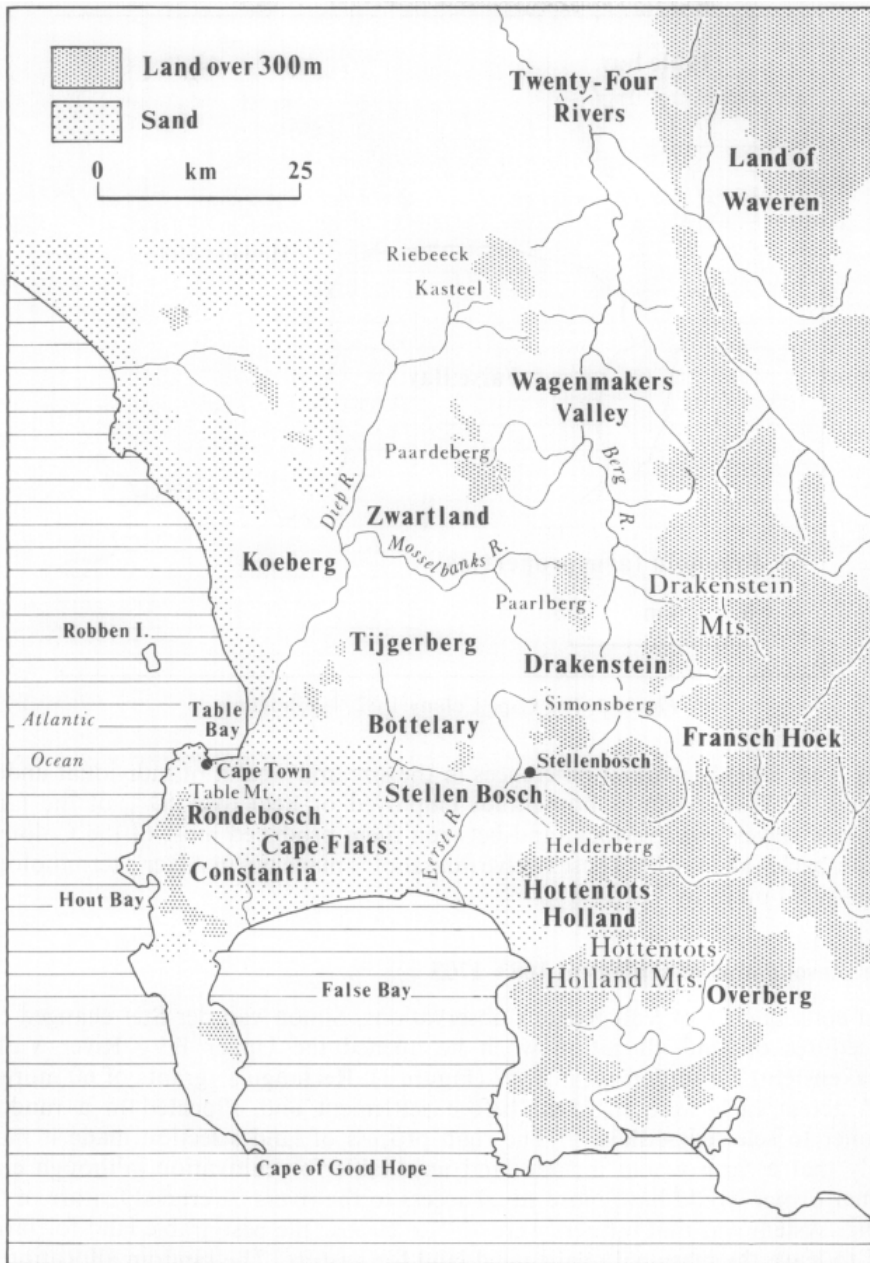 Land over 300m
Sand
0 km 25
Twenty-Four
Rivers
Land of
Waveren
Riebeeck
Kasteel
Wagenmakers
Valley
Paardeberg
Berg R.
Diep R.
Zwartland
Mosselbanks R.
Koeberg
Drakenstein
Mts.
Paarlberg
Robben I.
Tijgerberg
Drakenstein
Simonsberg
Atlantic
Ocean
Table
Bay
Bottelary
Fransch Hoek
Cape Town
Stellenbosch
Table Mt.
Stellen Bosch
Rondebosch
Cape Flats
Eerste R.
Helderberg
Constantia
Hout Bay
Hottentots
Holland
Hottentots
Holland Mts.
Overberg
False Bay
Cape of Good Hope